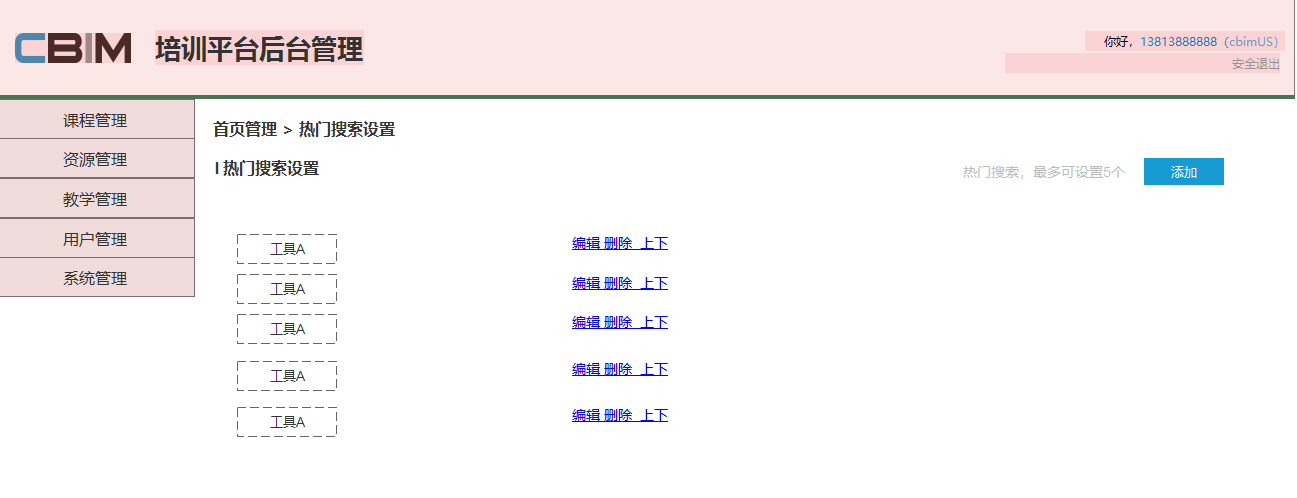 CBIM 培训平台后台管理
你好，13813888888（cbimUS）
安全退出
课程管理
资源管理
教学管理
用户管理
系统管理
首页管理 > 热门搜索设置
I 热门搜索设置
热门搜索，最多可设置5个 添加
工具A 编辑 删除 上下
工具A 编辑 删除 上下
工具A 编辑 删除 上下
工具A 编辑 删除 上下
工具A 编辑 删除 上下